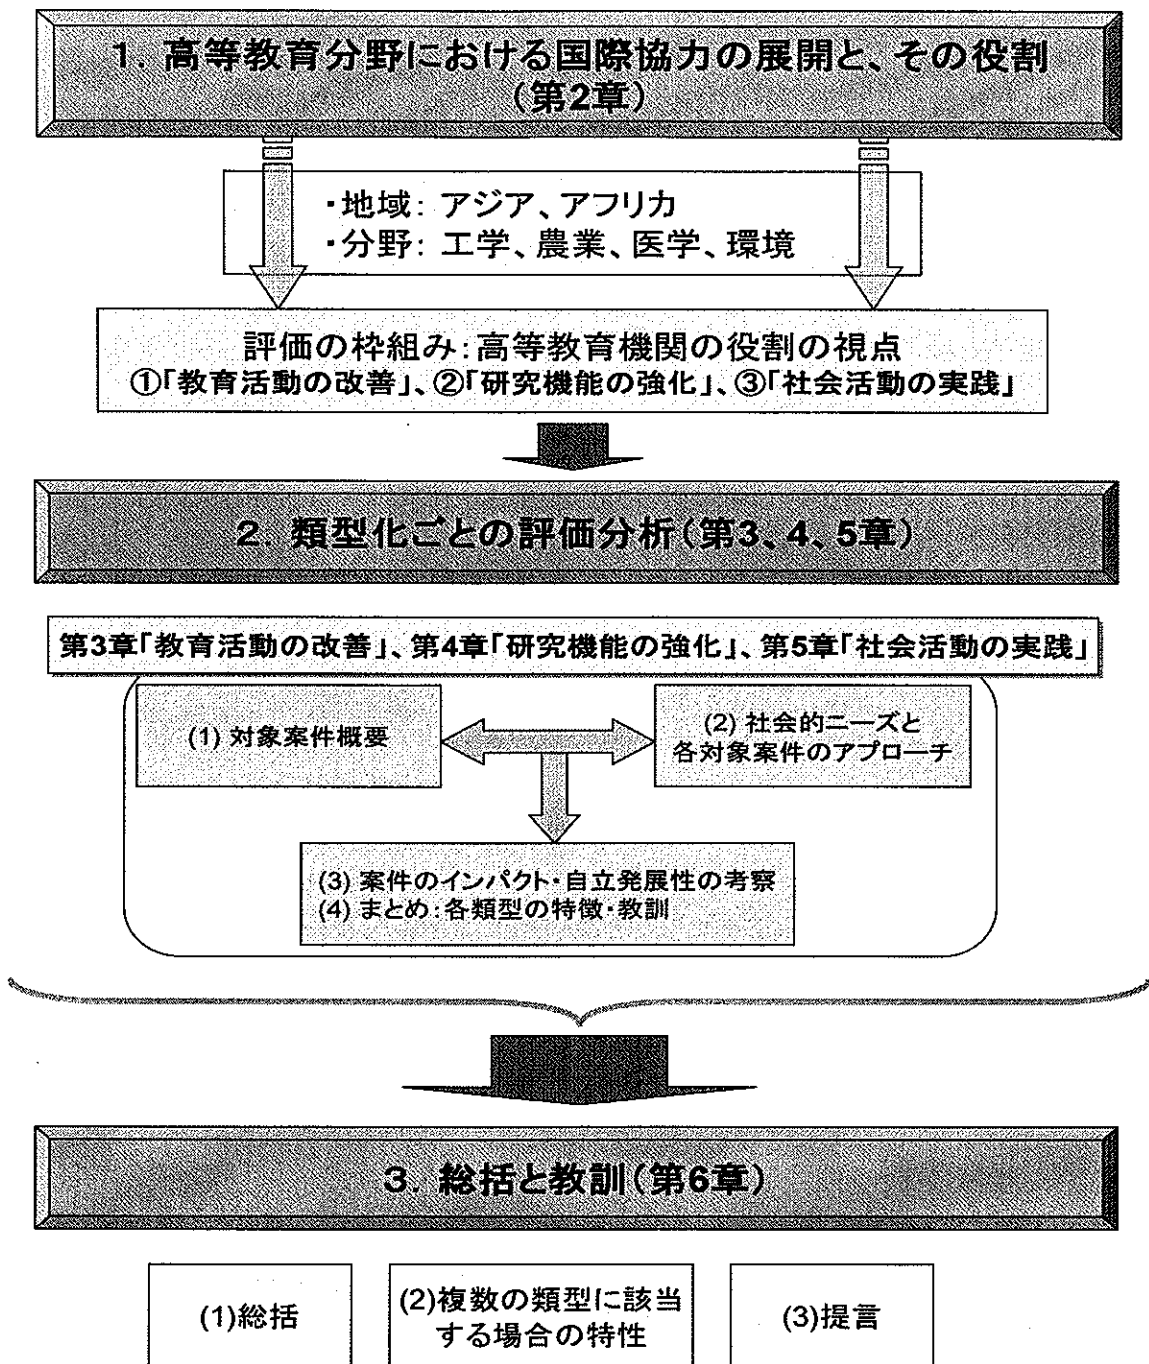 1. 高等教育分野における国際協力の展開と、その役割
(第2章)
・地域: アジア、アフリカ
・分野: 工学、農業、医学、環境
評価の枠組み:高等教育機関の役割の視点
①「教育活動の改善」、②「研究機能の強化」、③「社会活動の実践」
2. 類型化ごとの評価分析(第3、4、5章)
第3章「教育活動の改善」、第4章「研究機能の強化」、第5章「社会活動の実践」
(1) 対象案件概要
(2) 社会的ニーズと
各対象案件のアプローチ
(3) 案件のインパクト・自立発展性の考察
(4) まとめ:各類型の特徴・教訓
3. 総括と教訓(第6章)
(1)総括
(2)複数の類型に該当
する場合の特性
(3)提言